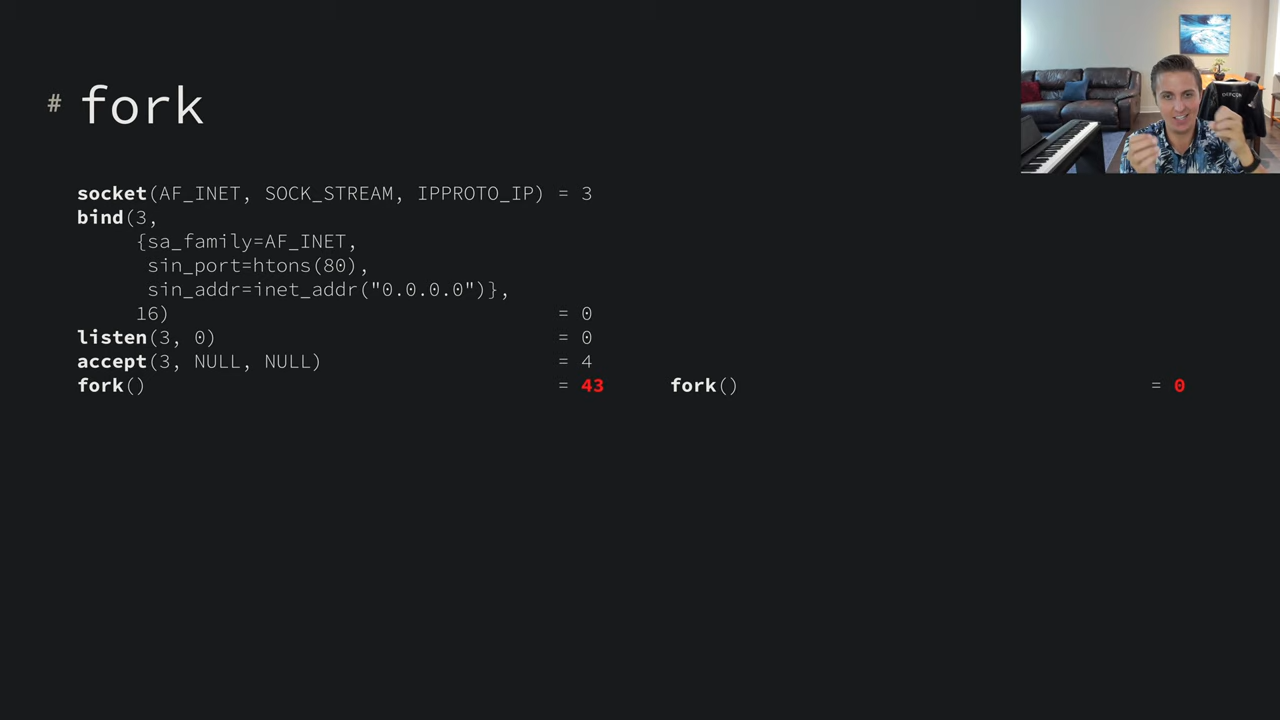 # fork
socket(AF_INET, SOCK_STREAM, IPPROTO_IP) = 3
bind(3,
{sa_family=AF_INET,
sin_port=htons(80),
sin_addr=inet_addr("0.0.0.0")},
16) = 0
listen(3, 0) = 0
accept(3, NULL, NULL) = 4
fork() = 43 fork() = 0